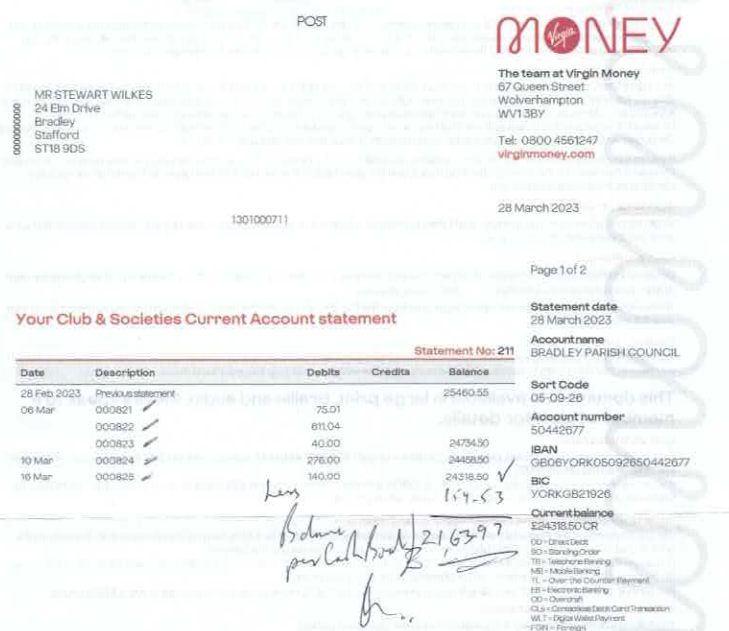 POST
Virgin
MONEY
The team at Virgin Money
67 Queen Street
Wolverhampton
WV1 3BY
Tel: 0800 4561247
virginmoney.com
MR STEWART WILKES
24 Elm Drive
Bradley
Stafford
ST18 9DS
28 March 2023
1301000711
Page 1 of 2
Your Club & Societies Current Account statement
Statement No: 211
Date Description Debits Credits Balance
28 Feb 2023 Previous statement 25460.55
06 Mar 000821 75.01
000822 611.04
000823 40.00 24734.50
10 Mar 000824 276.00 24458.50
16 Mar 000825 140.00 24318.50
Less 154-53
Balance
per Cash Book
Statement date
28 March 2023
Account name
BRADLEY PARISH COUNCIL
Sort Code
05-09-26
Account number
50442677
IBAN
GB06YORK05092650442677
BIC
YORKGB21926
Current balance
£24318.50 CR
DD - Direct Debit
SO - Standing Order
TB - Telephone Banking
MB - Mobile Banking
TL - Over the Counter Payment
EB - Electronic Banking
OD - Overdraft
CLs - Contactless Debit Card Transaction
WLT - Digital Wallet Payment
FGN - Foreign